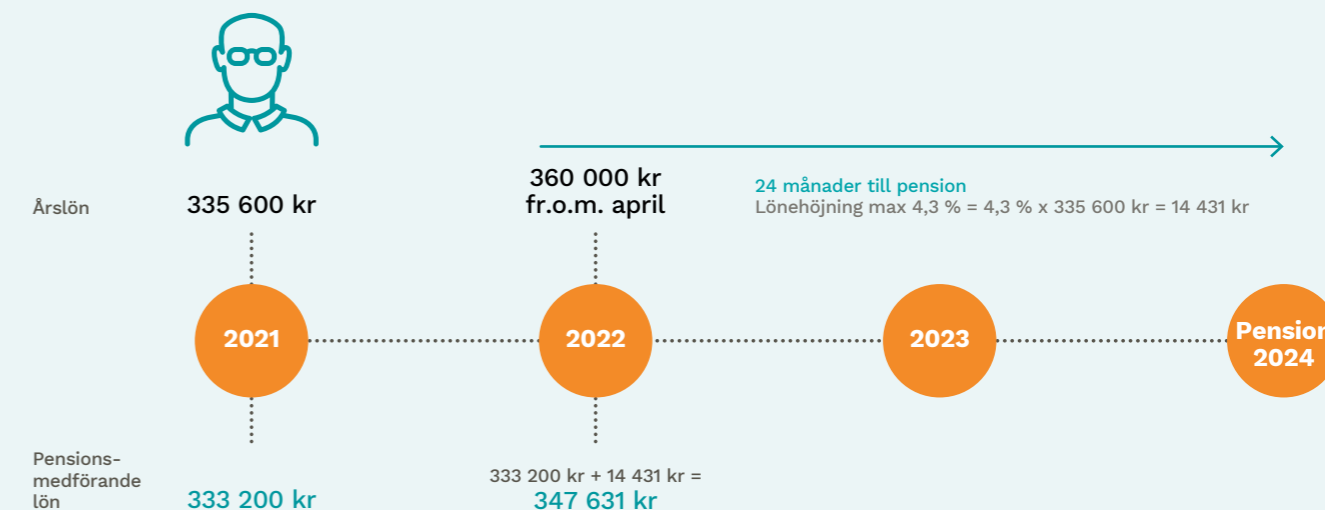 Årslön
335 600 kr
360 000 kr
fr.o.m. april
24 månader till pension
Lönehöjning max 4,3 % = 4,3 % x 335 600 kr = 14 431 kr
2021
2022
2023
Pension
2024
Pensions-
medförande
lön
333 200 kr
333 200 kr + 14 431 kr =
347 631 kr